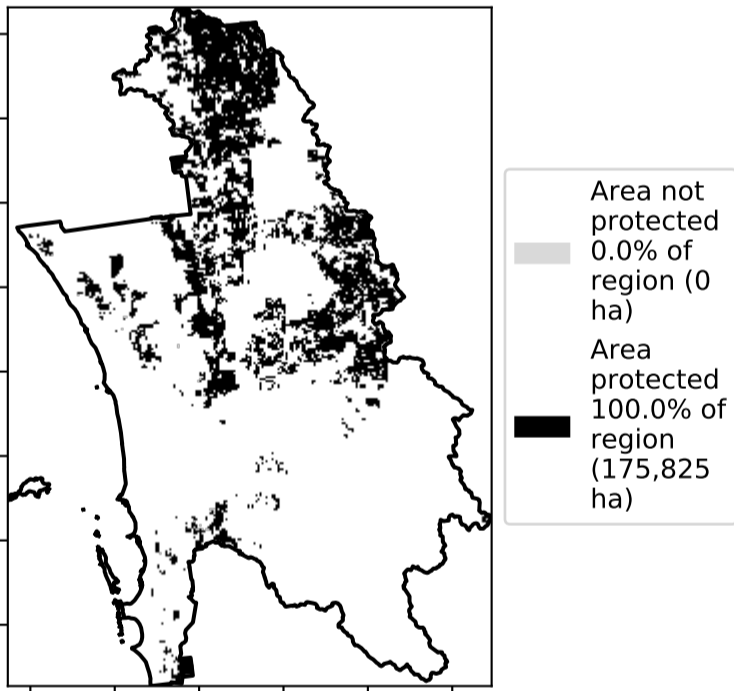 Area not
protected
0.0% of
region (0
ha)
Area
protected
100.0% of
region
(175,825
ha)